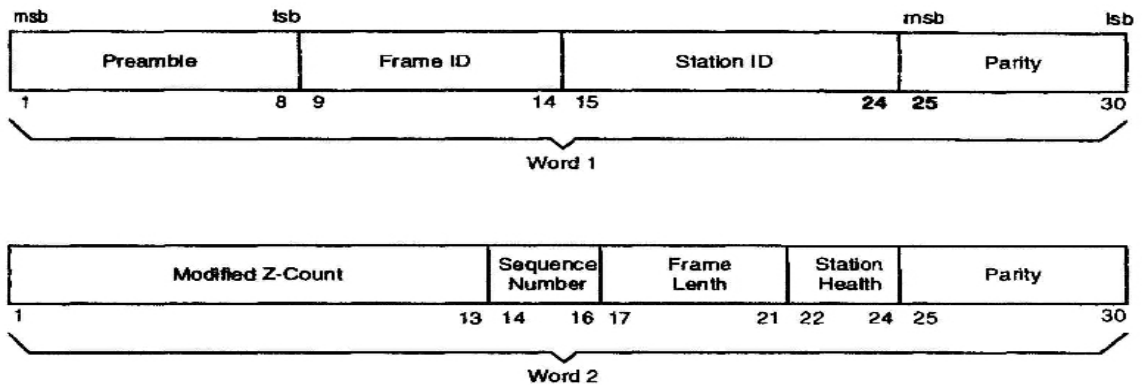 msb lsb msb lsb
Preamble Frame ID Station ID Parity
1 8 9 14 15 24 25 30
Word 1
Modified Z-Count Sequence Number Frame Lenth Station Health Parity
1 13 14 16 17 21 22 24 25 30
Word 2